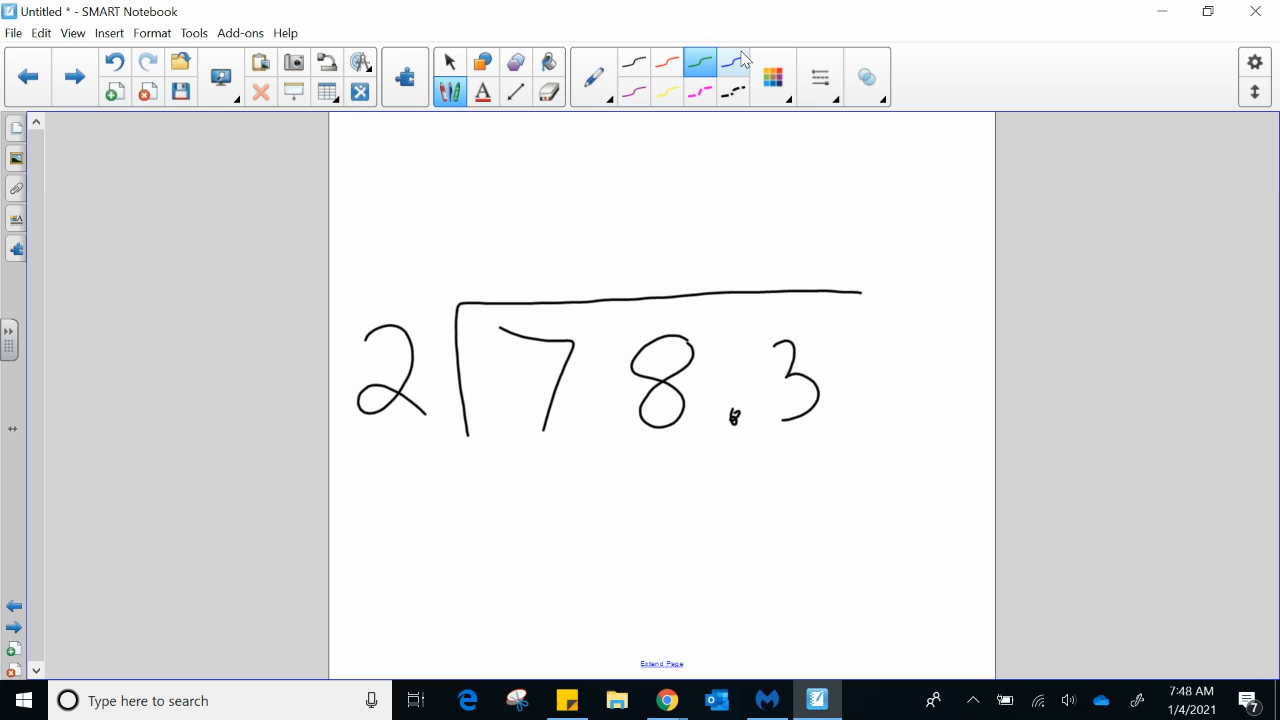 Untitled * - SMART Notebook
File Edit View Insert Format Tools Add-ons Help
2 78.3
Extend Page
Type here to search
7:48 AM
1/4/2021
7